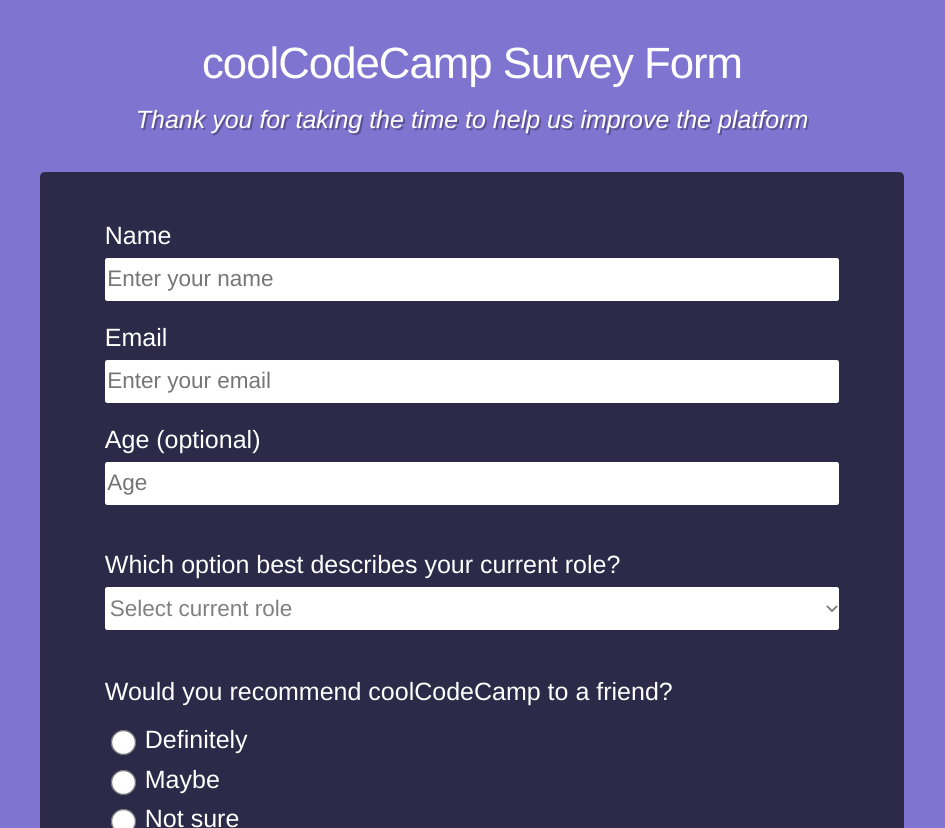 coolCodeCamp Survey Form
Thank you for taking the time to help us improve the platform
Name
Enter your name
Email
Enter your email
Age (optional)
Age
Which option best describes your current role?
Select current role
Would you recommend coolCodeCamp to a friend?
Definitely
Maybe
Not sure